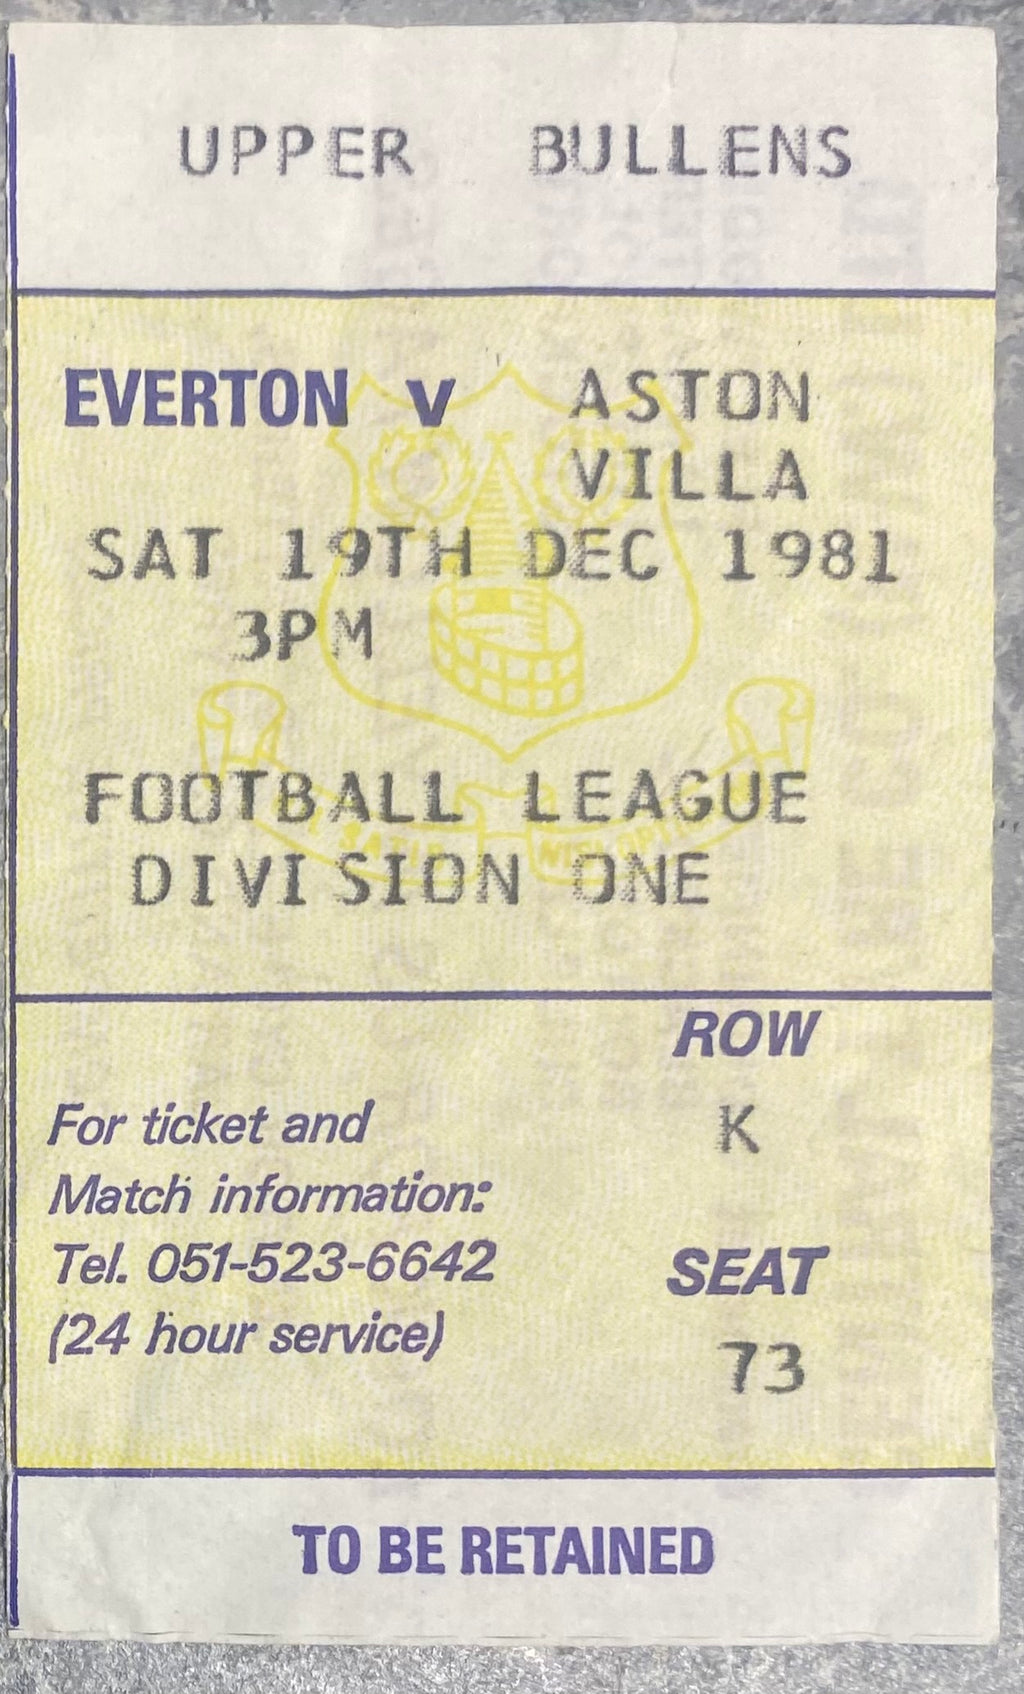 UPPER BULLENS
EVERTON v ASTON
VILLA
SAT 19TH DEC 1981
3PM
FOOTBALL LEAGUE
DIVISION ONE
ROW
K
For ticket and
Match information:
Tel. 051-523-6642
(24 hour service)
SEAT
73
TO BE RETAINED